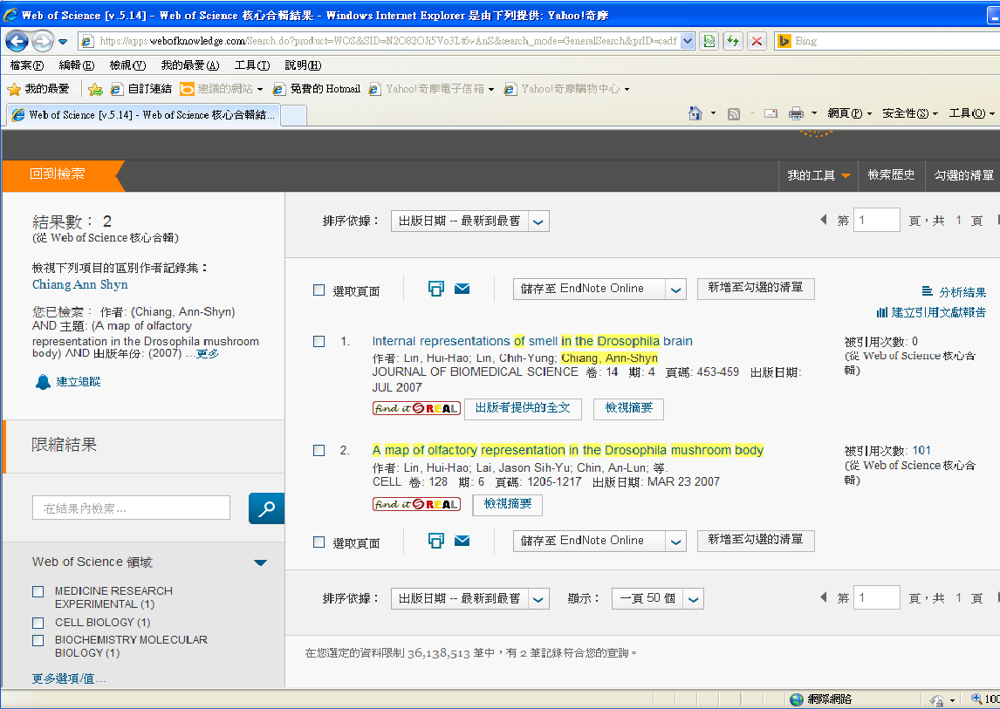 Web of Science [v.5.14] - Web of Science 核心合輯結果 - Windows Internet Explorer 是由下列提供: Yahoo!奇摩
https://apps.webofknowledge.com/Search.do?product=WOS&SID=N2O82OJi5Vo3Lt6vAnS&search_mode=GeneralSearch&prID=cadf
Bing
檔案(F) 編輯(E) 檢視(V) 我的最愛(A) 工具(T) 說明(H)
我的最愛 自訂連結 建議的網站 免費的 Hotmail Yahoo!奇摩電子信箱 Yahoo!奇摩購物中心
Web of Science [v.5.14] - Web of Science 核心合輯結...
網頁(P) 安全性(S) 工具(O)
回到檢索
我的工具 檢索歷史 勾選的清單
結果數: 2
(從 Web of Science 核心合輯)
檢視下列項目的區別作者記錄集:
Chiang Ann Shyn
您已檢索: 作者: (Chiang, Ann-Shyn)
AND 主題: (A map of olfactory
representation in the Drosophila mushroom
body) AND 出版年份: (2007) ...更多
建立追蹤
限縮結果
在結果內檢索...
Web of Science 領域
MEDICINE RESEARCH
EXPERIMENTAL (1)
CELL BIOLOGY (1)
BIOCHEMISTRY MOLECULAR
BIOLOGY (1)
更多選項/值...
排序依據: 出版日期 -- 最新到最舊
第 1 頁，共 1 頁
選取頁面
儲存至 EndNote Online
新增至勾選的清單
分析結果
建立引用文獻報告
1. Internal representations of smell in the Drosophila brain
作者: Lin, Hui-Hao; Lin, Chih-Yung; Chiang, Ann-Shyn
JOURNAL OF BIOMEDICAL SCIENCE 卷: 14 期: 4 頁碼: 453-459 出版日期:
JUL 2007
find it REAL 出版者提供的全文 檢視摘要
被引用次數: 0
(從 Web of Science 核心合
輯)
2. A map of olfactory representation in the Drosophila mushroom body
作者: Lin, Hui-Hao; Lai, Jason Sih-Yu; Chin, An-Lun; 等.
CELL 卷: 128 期: 6 頁碼: 1205-1217 出版日期: MAR 23 2007
find it REAL 檢視摘要
被引用次數: 101
(從 Web of Science 核心合
輯)
選取頁面
儲存至 EndNote Online
新增至勾選的清單
排序依據: 出版日期 -- 最新到最舊 顯示: 一頁 50 個
第 1 頁，共 1 頁
在您選定的資料限制 36,138,513 筆中，有 2 筆記錄符合您的查詢。
網際網路
100